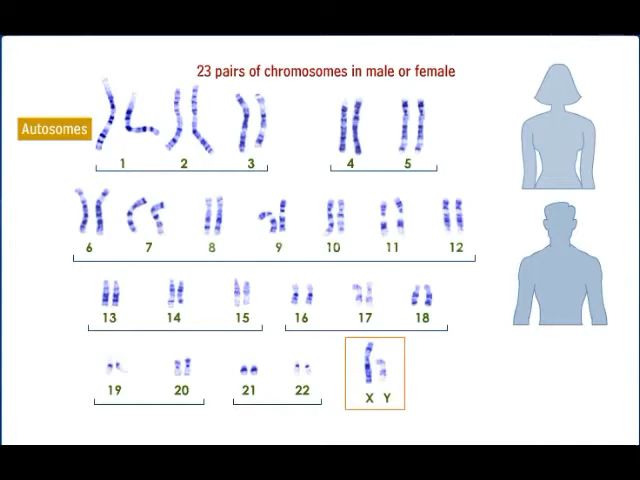 23 pairs of chromosomes in male or female
Autosomes
1 2 3 4 5
6 7 8 9 10 11 12
13 14 15 16 17 18
19 20 21 22 X Y